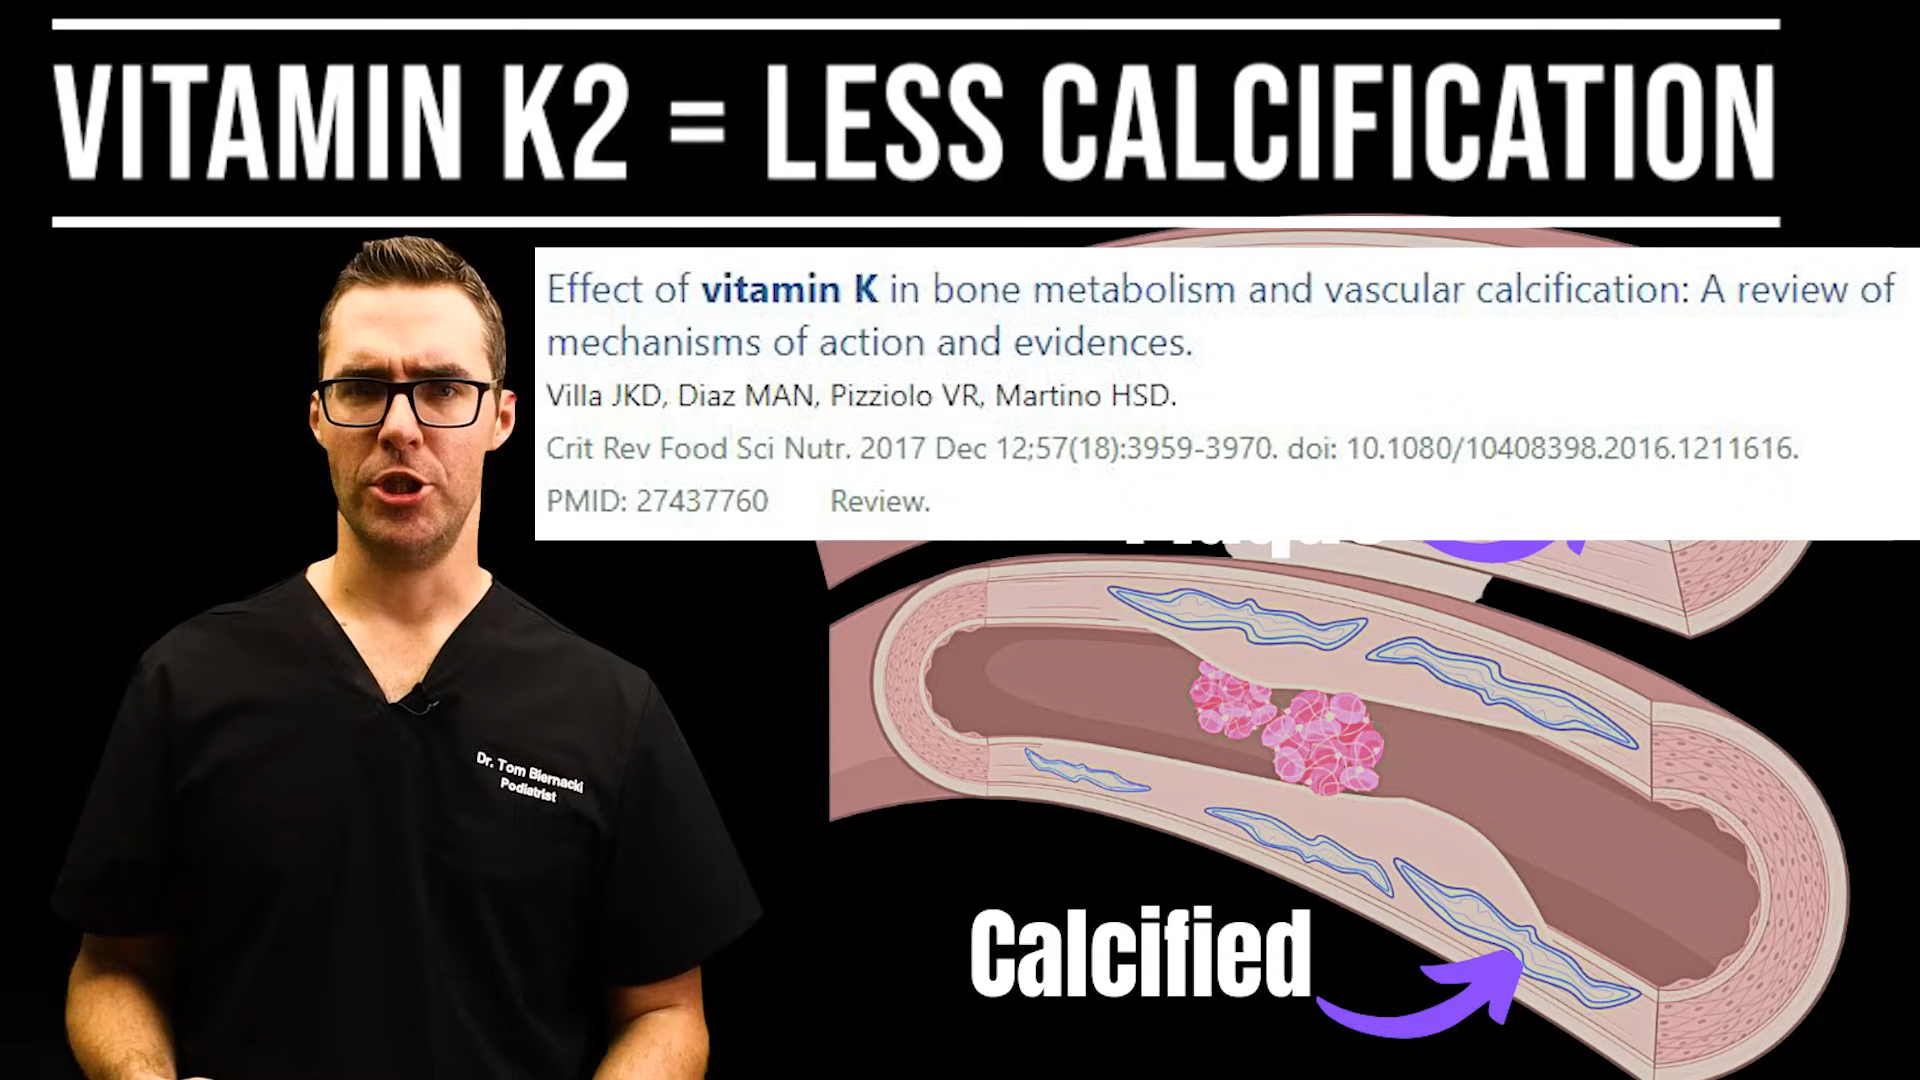 VITAMIN K2 = LESS CALCIFICATION
Effect of vitamin K in bone metabolism and vascular calcification: A review of
mechanisms of action and evidences.
Villa JKD, Diaz MAN, Pizziolo VR, Martino HSD.
Crit Rev Food Sci Nutr. 2017 Dec 12;57(18):3959-3970. doi: 10.1080/10408398.2016.1211616.
PMID: 27437760 Review.
Dr. Tom Biernacki
Podiatrist
Calcified